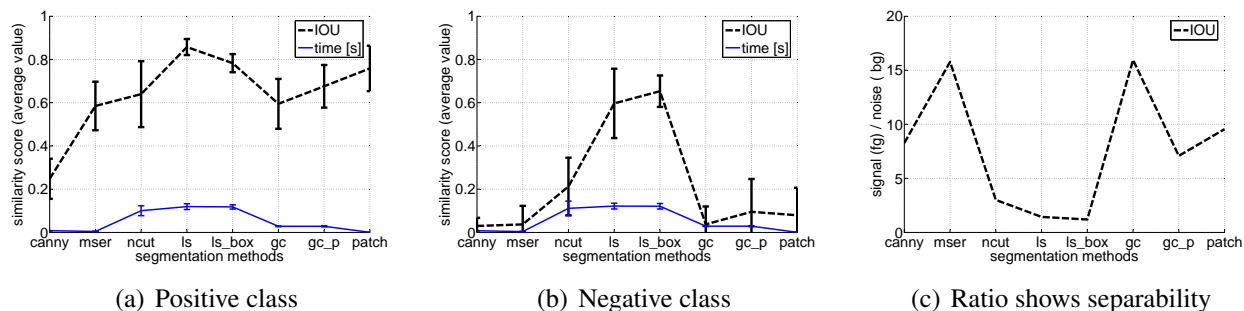 similarity score (average value)
1
0.8
0.6
0.4
0.2
0
IOU
time [s]
canny mser ncut ls ls_box gc gc_p patch
segmentation methods
(a) Positive class
similarity score (average value)
1
0.8
0.6
0.4
0.2
0
IOU
time [s]
canny mser ncut ls ls_box gc gc_p patch
segmentation methods
(b) Negative class
signal (fg) / noise ( bg)
20
15
10
5
0
IOU
canny mser ncut ls ls_box gc gc_p patch
segmentation methods
(c) Ratio shows separability